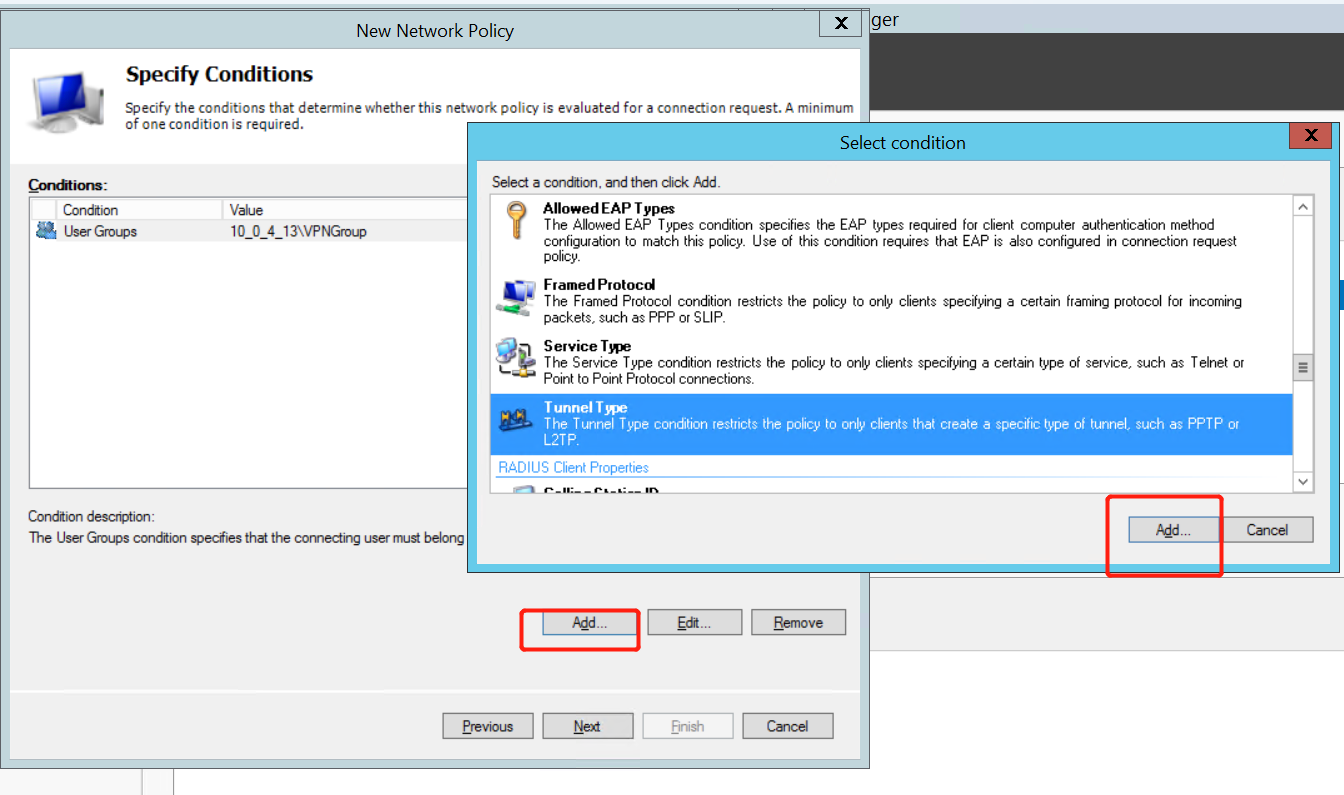 ger
New Network Policy
X
Specify Conditions
Specify the conditions that determine whether this network policy is evaluated for a connection request. A minimum
of one condition is required.
Conditions:
Condition Value
User Groups 10_0_4_13\VPNGroup
Condition description:
The User Groups condition specifies that the connecting user must belong
Add... Edit... Remove
Previous Next Finish Cancel
Select condition
X
Select a condition, and then click Add.
Allowed EAP Types
The Allowed EAP Types condition specifies the EAP types required for client computer authentication method
configuration to match this policy. Use of this condition requires that EAP is also configured in connection request
policy.
Framed Protocol
The Framed Protocol condition restricts the policy to only clients specifying a certain framing protocol for incoming
packets, such as PPP or SLIP.
Service Type
The Service Type condition restricts the policy to only clients specifying a certain type of service, such as Telnet or
Point to Point Protocol connections.
Tunnel Type
The Tunnel Type condition restricts the policy to only clients that create a specific type of tunnel, such as PPTP or
L2TP.
RADIUS Client Properties
Calling Station ID
Add... Cancel